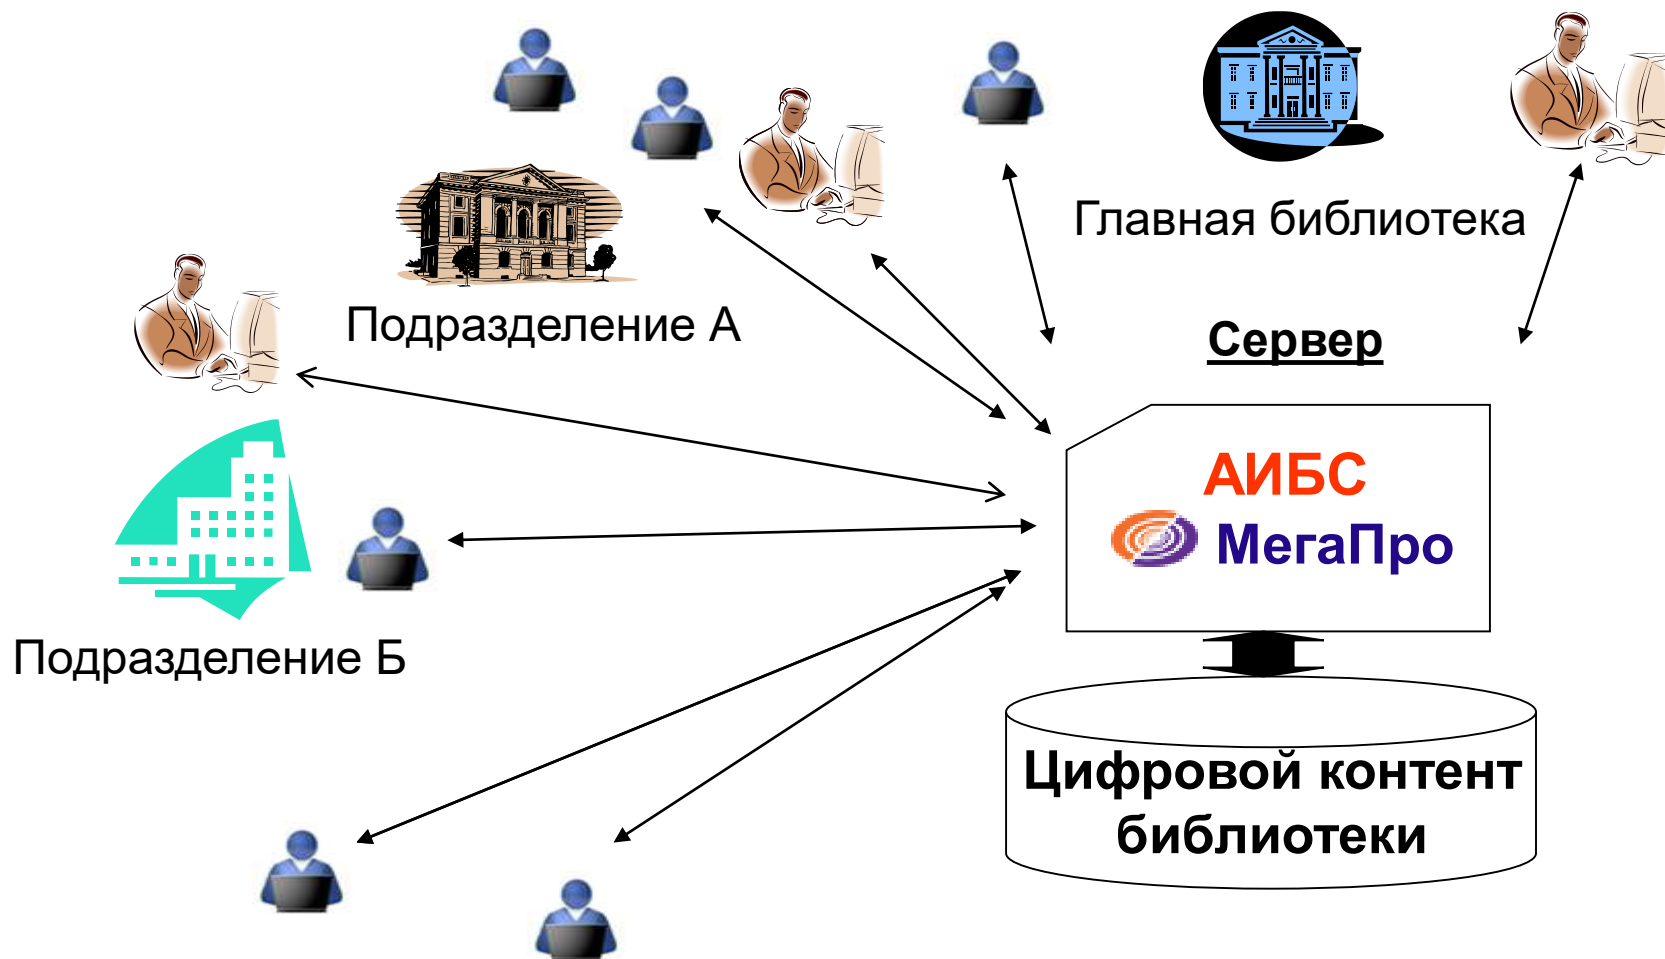 Главная библиотека
Подразделение А
Сервер
АИБС
МегаПро
Подразделение Б
Цифровой контент
библиотеки